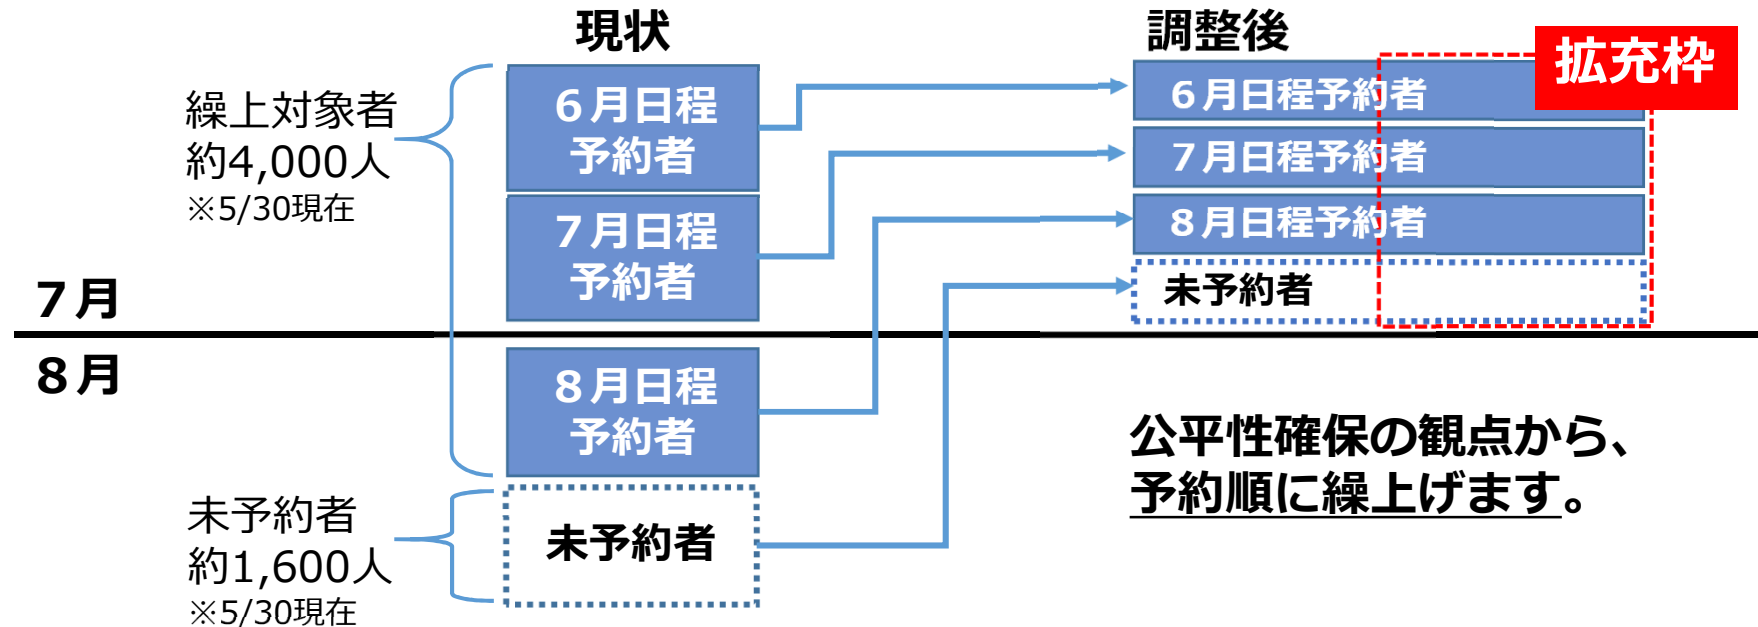 現状
調整後
拡充枠
繰上対象者
約4,000人
※5/30現在
6月日程
予約者
7月日程
予約者
6月日程予約者
7月日程予約者
8月日程予約者
未予約者
7月
8月
8月日程
予約者
未予約者
約1,600人
※5/30現在
未予約者
公平性確保の観点から、
予約順に繰上げます。